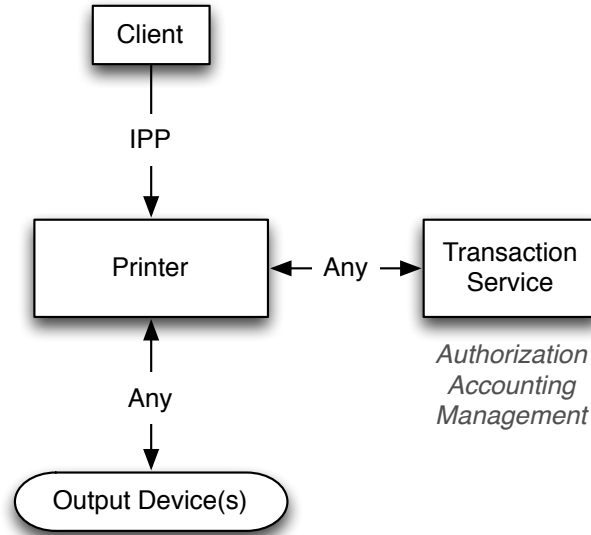 Client
IPP
Printer
Any
Transaction
Service
Authorization
Accounting
Management
Any
Output Device(s)